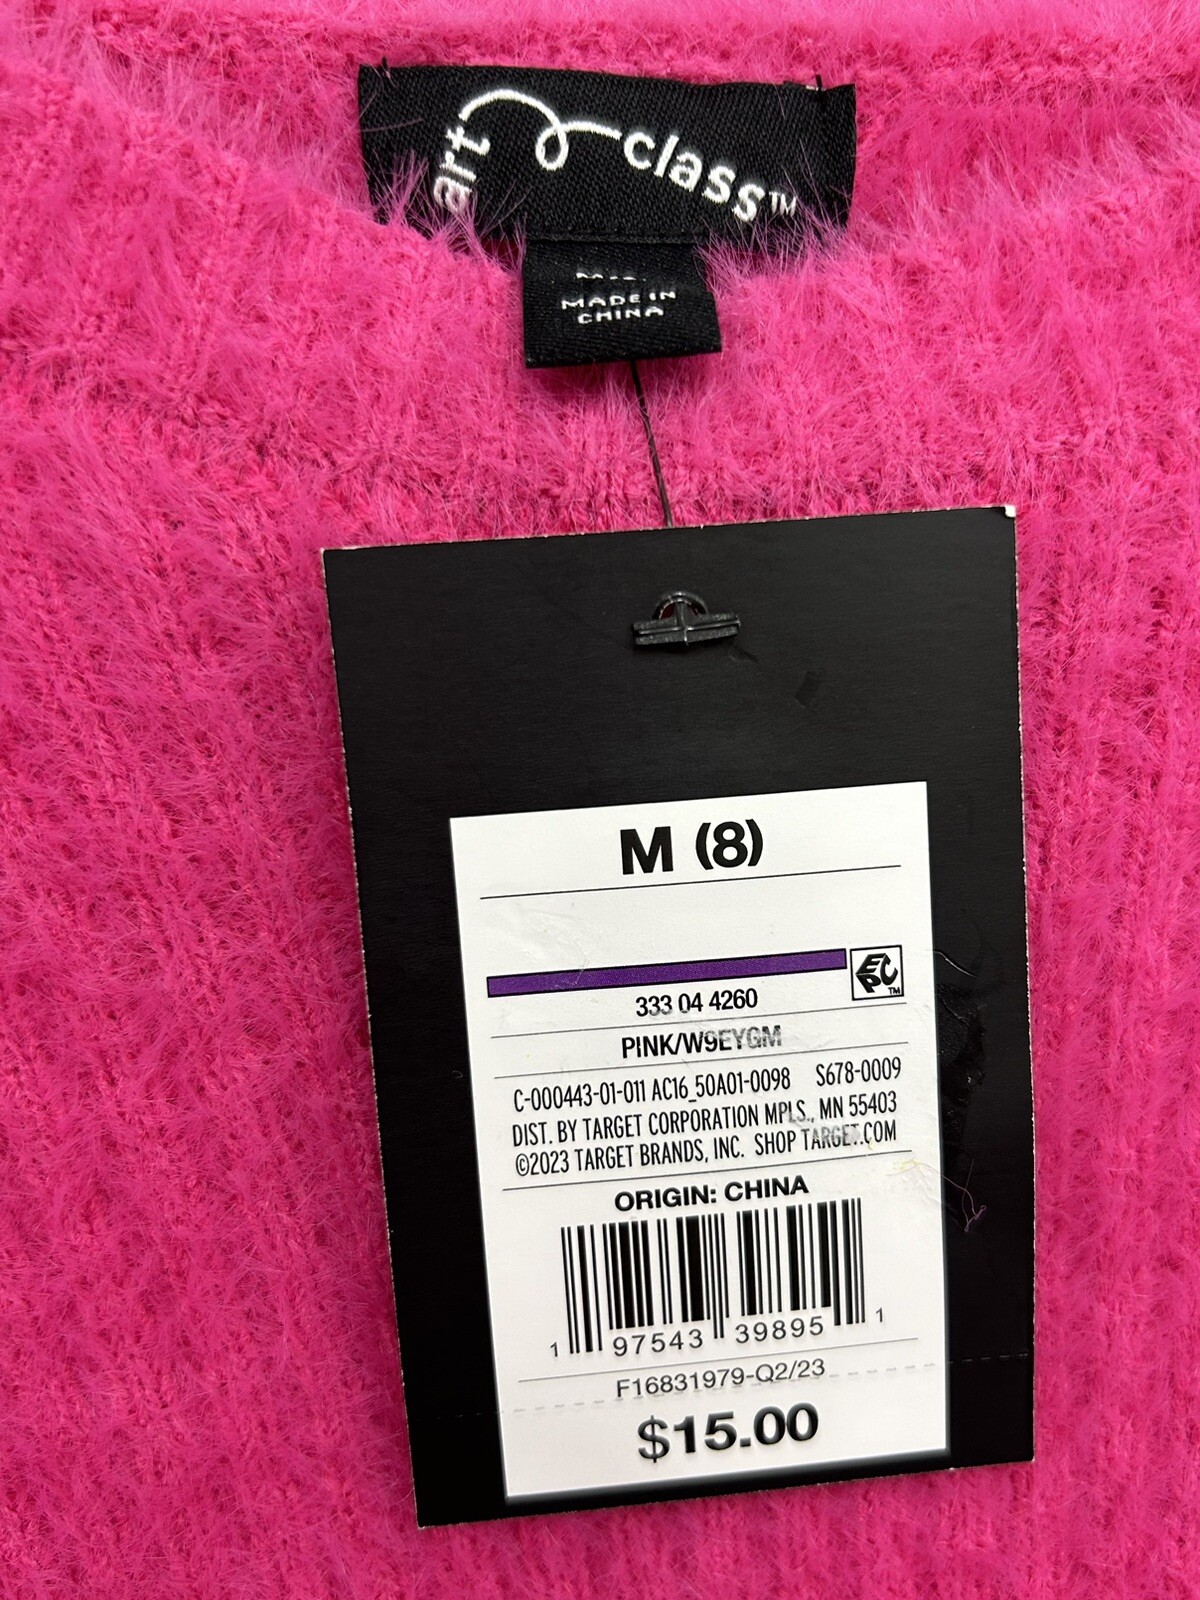 art class™
MADE IN
CHINA
M (8)
ECPC™
333 04 4260
PINK/W9EYGM
C-000443-01-011 AC16_50A01-0098 S678-0009
DIST. BY TARGET CORPORATION MPLS., MN 55403
©2023 TARGET BRANDS, INC. SHOP TARGET.COM
ORIGIN: CHINA
1 97543 39895 1
F16831979-Q2/23
$15.00